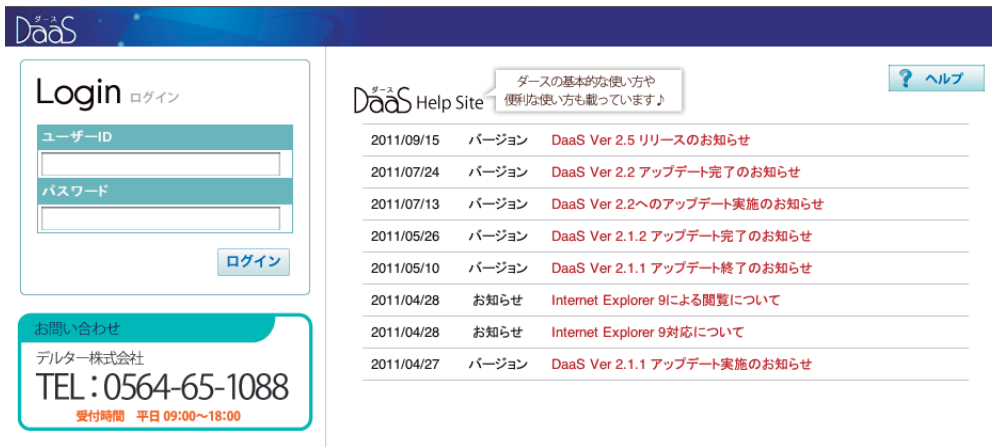 ダース
DaaS
Login ログイン
ユーザーID
パスワード
ログイン
お問い合わせ
デルター株式会社
TEL:0564-65-1088
受付時間 平日 09:00〜18:00
ダース
DaaS Help Site
ダースの基本的な使い方や
便利な使い方も載っています♪
? ヘルプ
2011/09/15 バージョン DaaS Ver 2.5 リリースのお知らせ
2011/07/24 バージョン DaaS Ver 2.2 アップデート完了のお知らせ
2011/07/13 バージョン DaaS Ver 2.2へのアップデート実施のお知らせ
2011/05/26 バージョン DaaS Ver 2.1.2 アップデート完了のお知らせ
2011/05/10 バージョン DaaS Ver 2.1.1 アップデート終了のお知らせ
2011/04/28 お知らせ Internet Explorer 9による閲覧について
2011/04/28 お知らせ Internet Explorer 9対応について
2011/04/27 バージョン DaaS Ver 2.1.1 アップデート実施のお知らせ